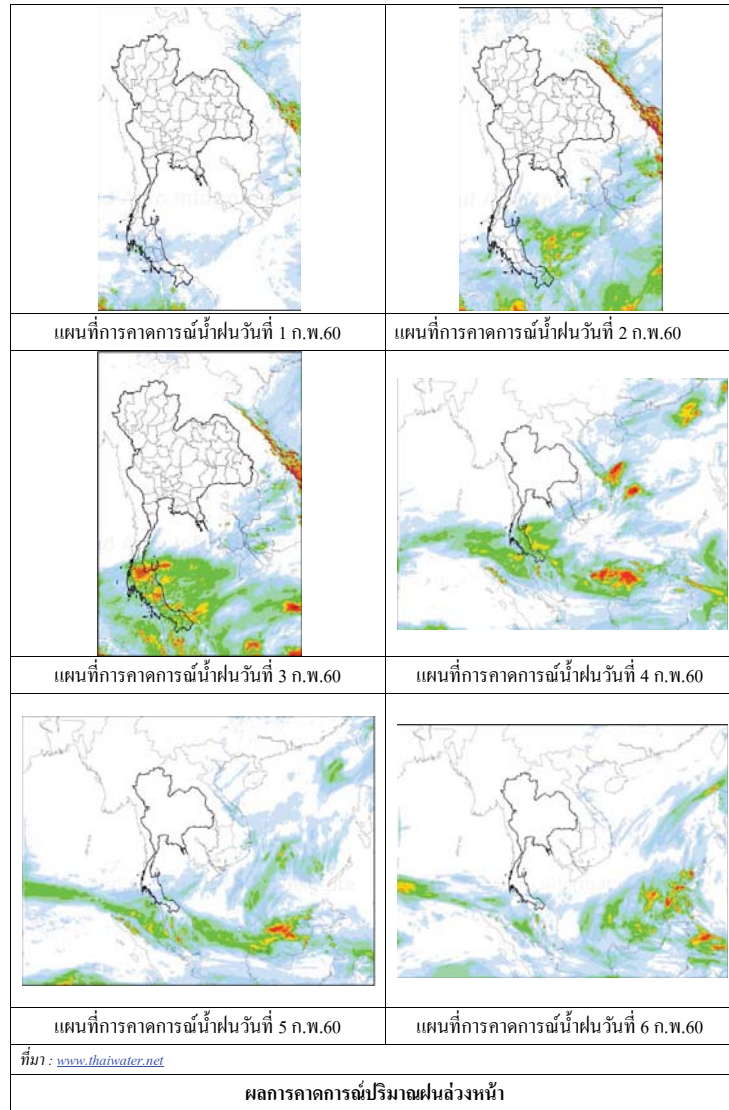 แผนที่การคาดการณ์น้ำฝนวันที่ 1 ก.พ.60
แผนที่การคาดการณ์น้ำฝนวันที่ 2 ก.พ.60
แผนที่การคาดการณ์น้ำฝนวันที่ 3 ก.พ.60
แผนที่การคาดการณ์น้ำฝนวันที่ 4 ก.พ.60
แผนที่การคาดการณ์น้ำฝนวันที่ 5 ก.พ.60
แผนที่การคาดการณ์น้ำฝนวันที่ 6 ก.พ.60
ที่มา : www.thaiwater.net
ผลการคาดการณ์ปริมาณฝนล่วงหน้า